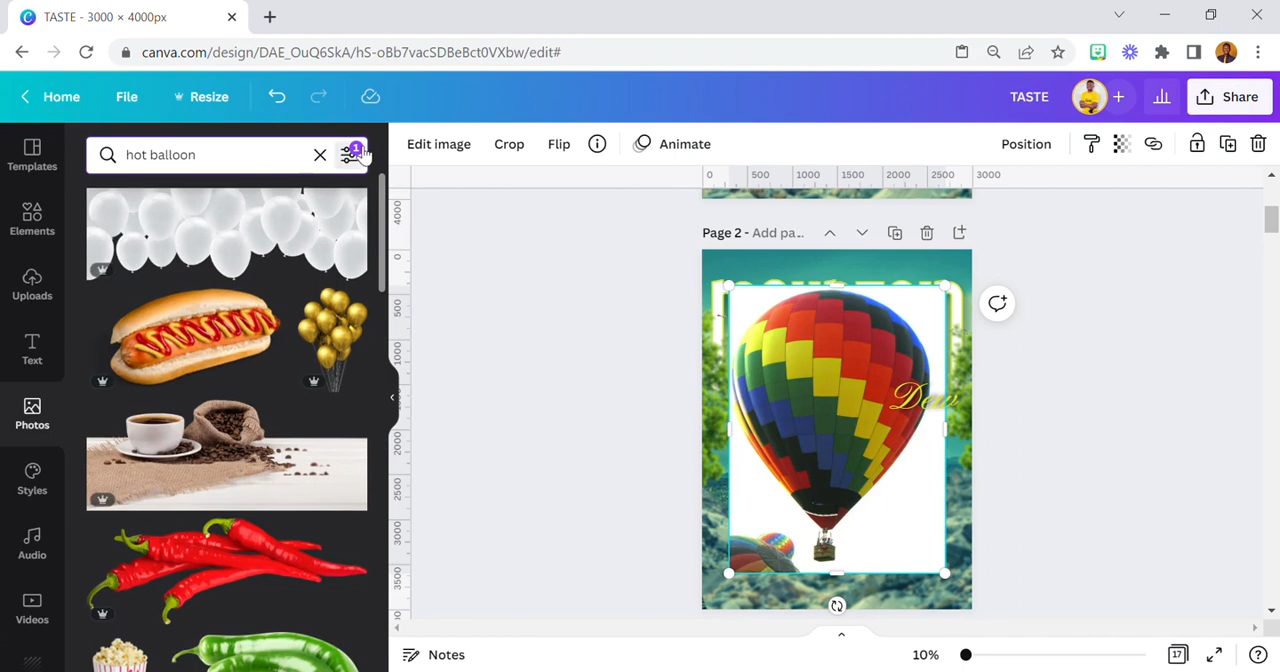 TASTE - 3000 × 4000px
canva.com/design/DAE_OuQ6SkA/hS-oBb7vacSDBeBct0VXbw/edit#
Home File Resize TASTE Share
hot balloon 1
Edit image Crop Flip Animate Position
Templates
Elements
Uploads
Text
Photos
Styles
Audio
Videos
0 500 1000 1500 2000 2500 3000
4000
0
500
1000
1500
2000
2500
3000
3500
Page 2 - Add pa...
Dew
Notes 10% 17